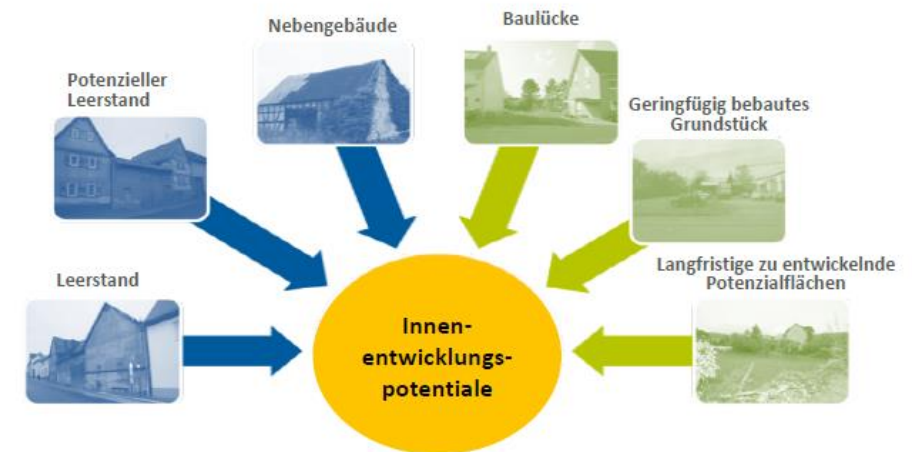 Nebengebäude
Baulücke
Potenzieller
Leerstand
Geringfügig bebautes
Grundstück
Leerstand
Langfristige zu entwickelnde
Potenzialflächen
Innen-
entwicklungs-
potentiale